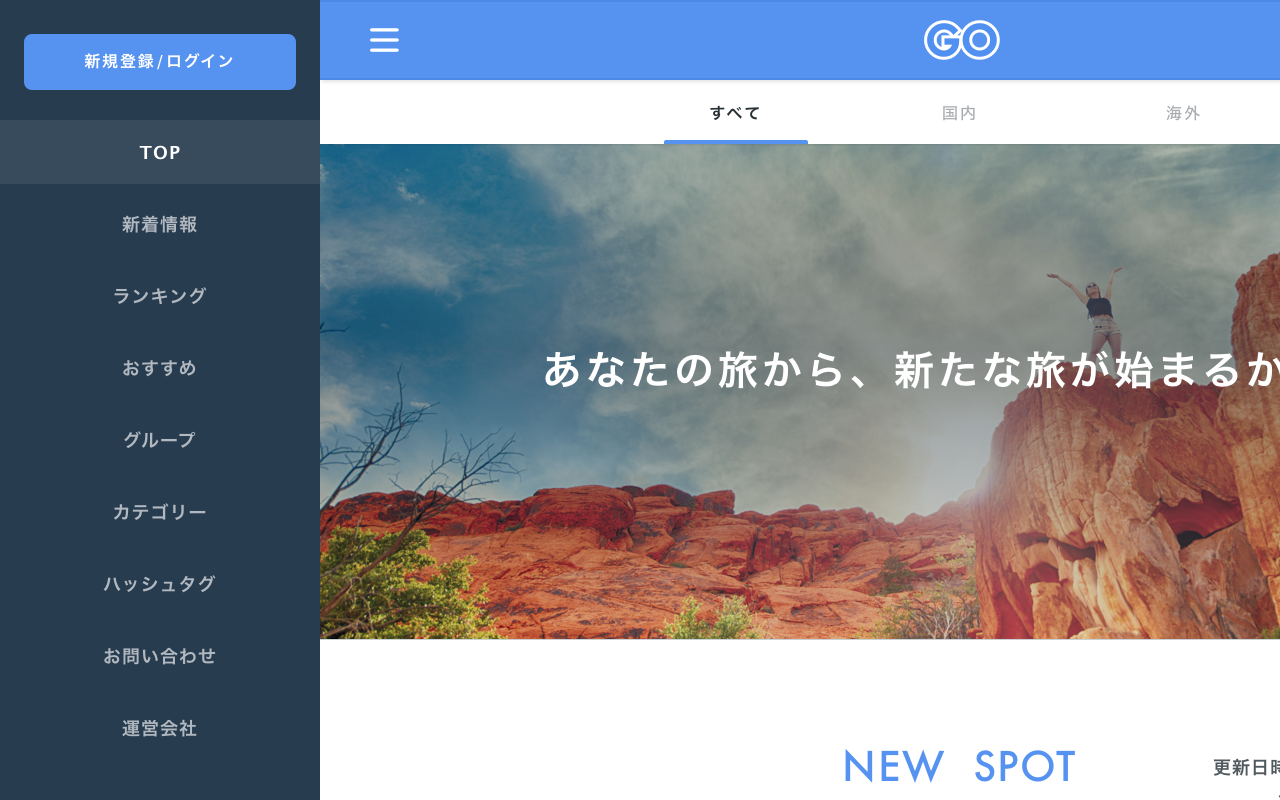 新規登録/ログイン
TOP
新着情報
ランキング
おすすめ
グループ
カテゴリー
ハッシュタグ
お問い合わせ
運営会社
GO
すべて
国内
海外
あなたの旅から、新たな旅が始まるか
NEW SPOT
更新日時